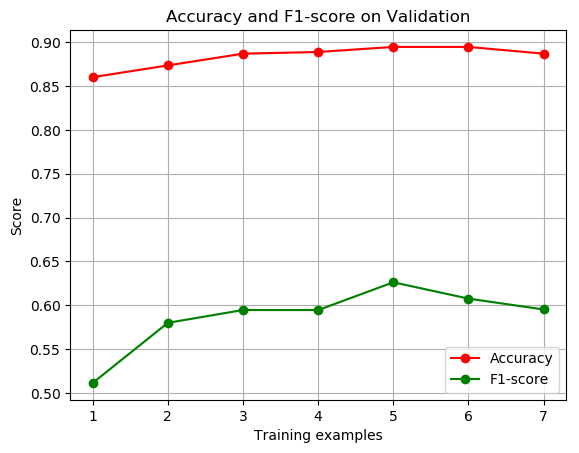 Accuracy and F1-score on Validation
0.90
0.85
0.80
0.75
0.70
0.65
0.60
0.55
0.50
Score
Accuracy
F1-score
1 2 3 4 5 6 7
Training examples